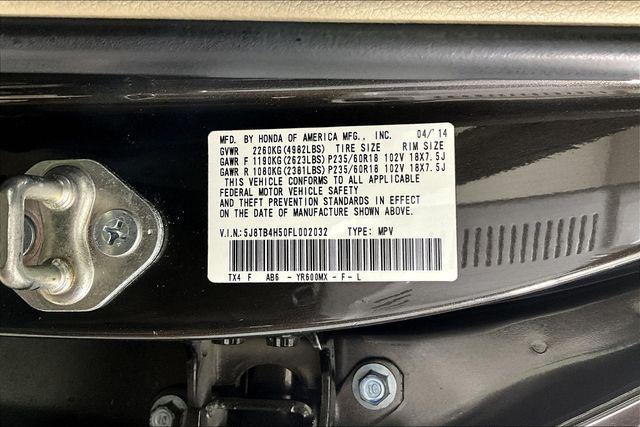 MFD. BY HONDA OF AMERICA MFG., INC. 04/'14
GVWR 2260KG(4982LBS) TIRE SIZE RIM SIZE
GAWR F 1190KG(2623LBS) P235/60R18 102V 18X7.5J
GAWR R 1080KG(2381LBS) P235/60R18 102V 18X7.5J
THIS VEHICLE CONFORMS TO ALL APPLICABLE
FEDERAL MOTOR VEHICLE SAFETY
AND THEFT PREVENTION STANDARDS IN EFFECT
ON THE DATE OF MANUFACTURE SHOWN ABOVE.
V.I.N.:5J8TB4H50FL002032 TYPE: MPV
TX4 F AB6 - YR600MX - F - L